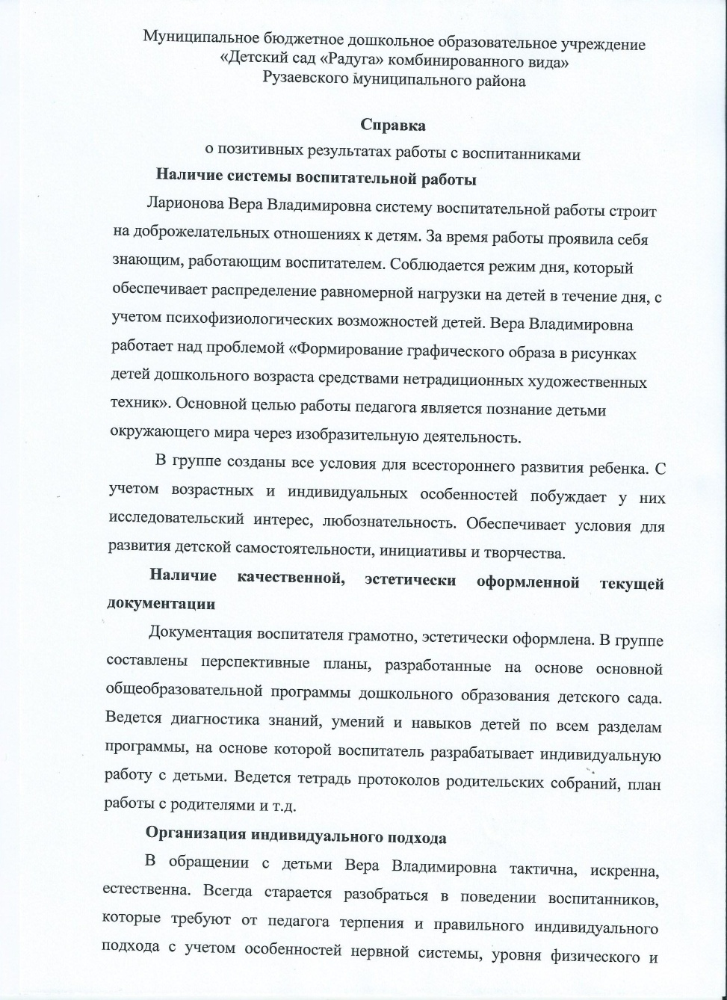 Муниципальное бюджетное дошкольное образовательное учреждение
«Детский сад «Радуга» комбинированного вида»
Рузаевского муниципального района
Справка
о позитивных результатах работы с воспитанниками
Наличие системы воспитательной работы
Ларионова Вера Владимировна систему воспитательной работы строит
на доброжелательных отношениях к детям. За время работы проявила себя
знающим, работающим воспитателем. Соблюдается режим дня, который
обеспечивает распределение равномерной нагрузки на детей в течение дня, с
учетом психофизиологических возможностей детей. Вера Владимировна
работает над проблемой «Формирование графического образа в рисунках
детей дошкольного возраста средствами нетрадиционных художественных
техник». Основной целью работы педагога является познание детьми
окружающего мира через изобразительную деятельность.
В группе созданы все условия для всестороннего развития ребенка. С
учетом возрастных и индивидуальных особенностей побуждает у них
исследовательский интерес, любознательность. Обеспечивает условия для
развития детской самостоятельности, инициативы и творчества.
Наличие качественной, эстетически оформленной текущей
документации
Документация воспитателя грамотно, эстетически оформлена. В группе
составлены перспективные планы, разработанные на основе основной
общеобразовательной программы дошкольного образования детского сада.
Ведется диагностика знаний, умений и навыков детей по всем разделам
программы, на основе которой воспитатель разрабатывает индивидуальную
работу с детьми. Ведется тетрадь протоколов родительских собраний, план
работы с родителями и т.д.
Организация индивидуального подхода
В обращении с детьми Вера Владимировна тактична, искренна,
естественна. Всегда старается разобраться в поведении воспитанников,
которые требуют от педагога терпения и правильного индивидуального
подхода с учетом особенностей нервной системы, уровня физического и